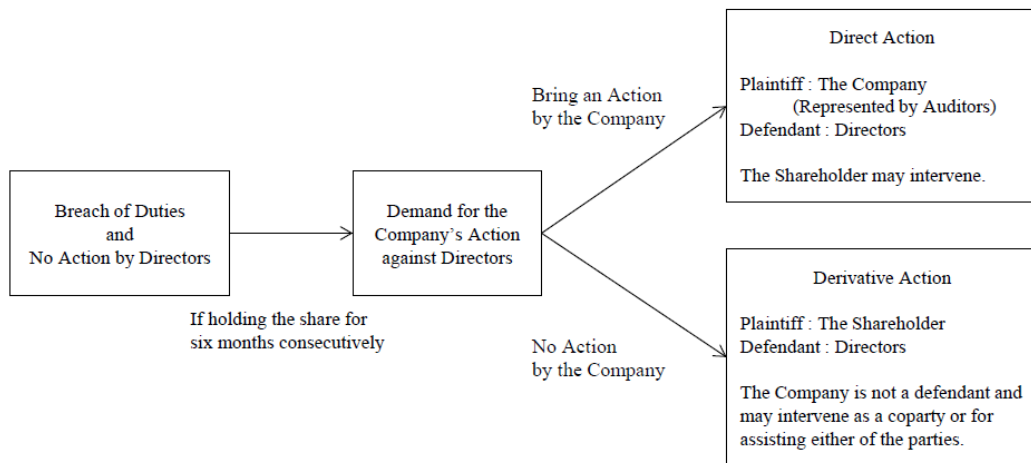 Breach of Duties
and
No Action by Directors
If holding the share for
six months consecutively
Demand for the
Company’s Action
against Directors
Bring an Action
by the Company
Direct Action
Plaintiff : The Company
(Represented by Auditors)
Defendant : Directors
The Shareholder may intervene.
No Action
by the Company
Derivative Action
Plaintiff : The Shareholder
Defendant : Directors
The Company is not a defendant and
may intervene as a coparty or for
assisting either of the parties.